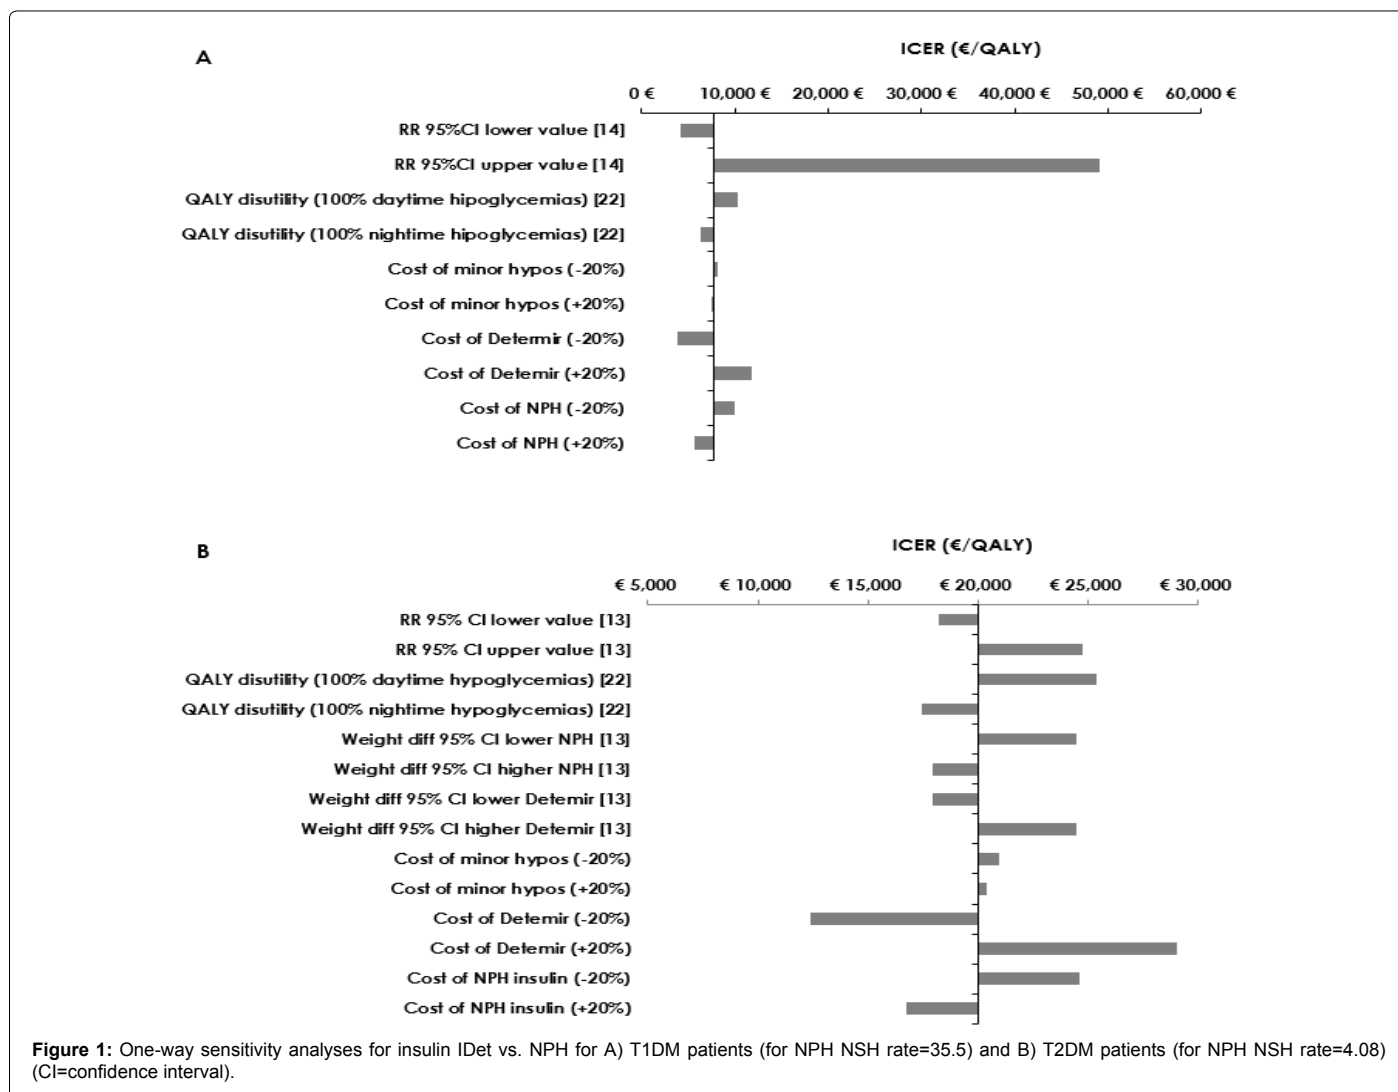 A
ICER (€/QALY)
0 € 10,000 € 20,000 € 30,000 € 40,000 € 50,000 € 60,000 €
RR 95%CI lower value [14]
RR 95%CI upper value [14]
QALY disutility (100% daytime hipoglycemias) [22]
QALY disutility (100% nightime hipoglycemias) [22]
Cost of minor hypos (-20%)
Cost of minor hypos (+20%)
Cost of Determir (-20%)
Cost of Detemir (+20%)
Cost of NPH (-20%)
Cost of NPH (+20%)
B
ICER (€/QALY)
€ 5,000 € 10,000 € 15,000 € 20,000 € 25,000 € 30,000
RR 95% CI lower value [13]
RR 95% CI upper value [13]
QALY disutility (100% daytime hypoglycemias) [22]
QALY disutility (100% nightime hypoglycemias) [22]
Weight diff 95% CI lower NPH [13]
Weight diff 95% CI higher NPH [13]
Weight diff 95% CI lower Detemir [13]
Weight diff 95% CI higher Detemir [13]
Cost of minor hypos (-20%)
Cost of minor hypos (+20%)
Cost of Detemir (-20%)
Cost of Detemir (+20%)
Cost of NPH insulin (-20%)
Cost of NPH insulin (+20%)
Figure 1: One-way sensitivity analyses for insulin IDet vs. NPH for A) T1DM patients (for NPH NSH rate=35.5) and B) T2DM patients (for NPH NSH rate=4.08)
(CI=confidence interval).